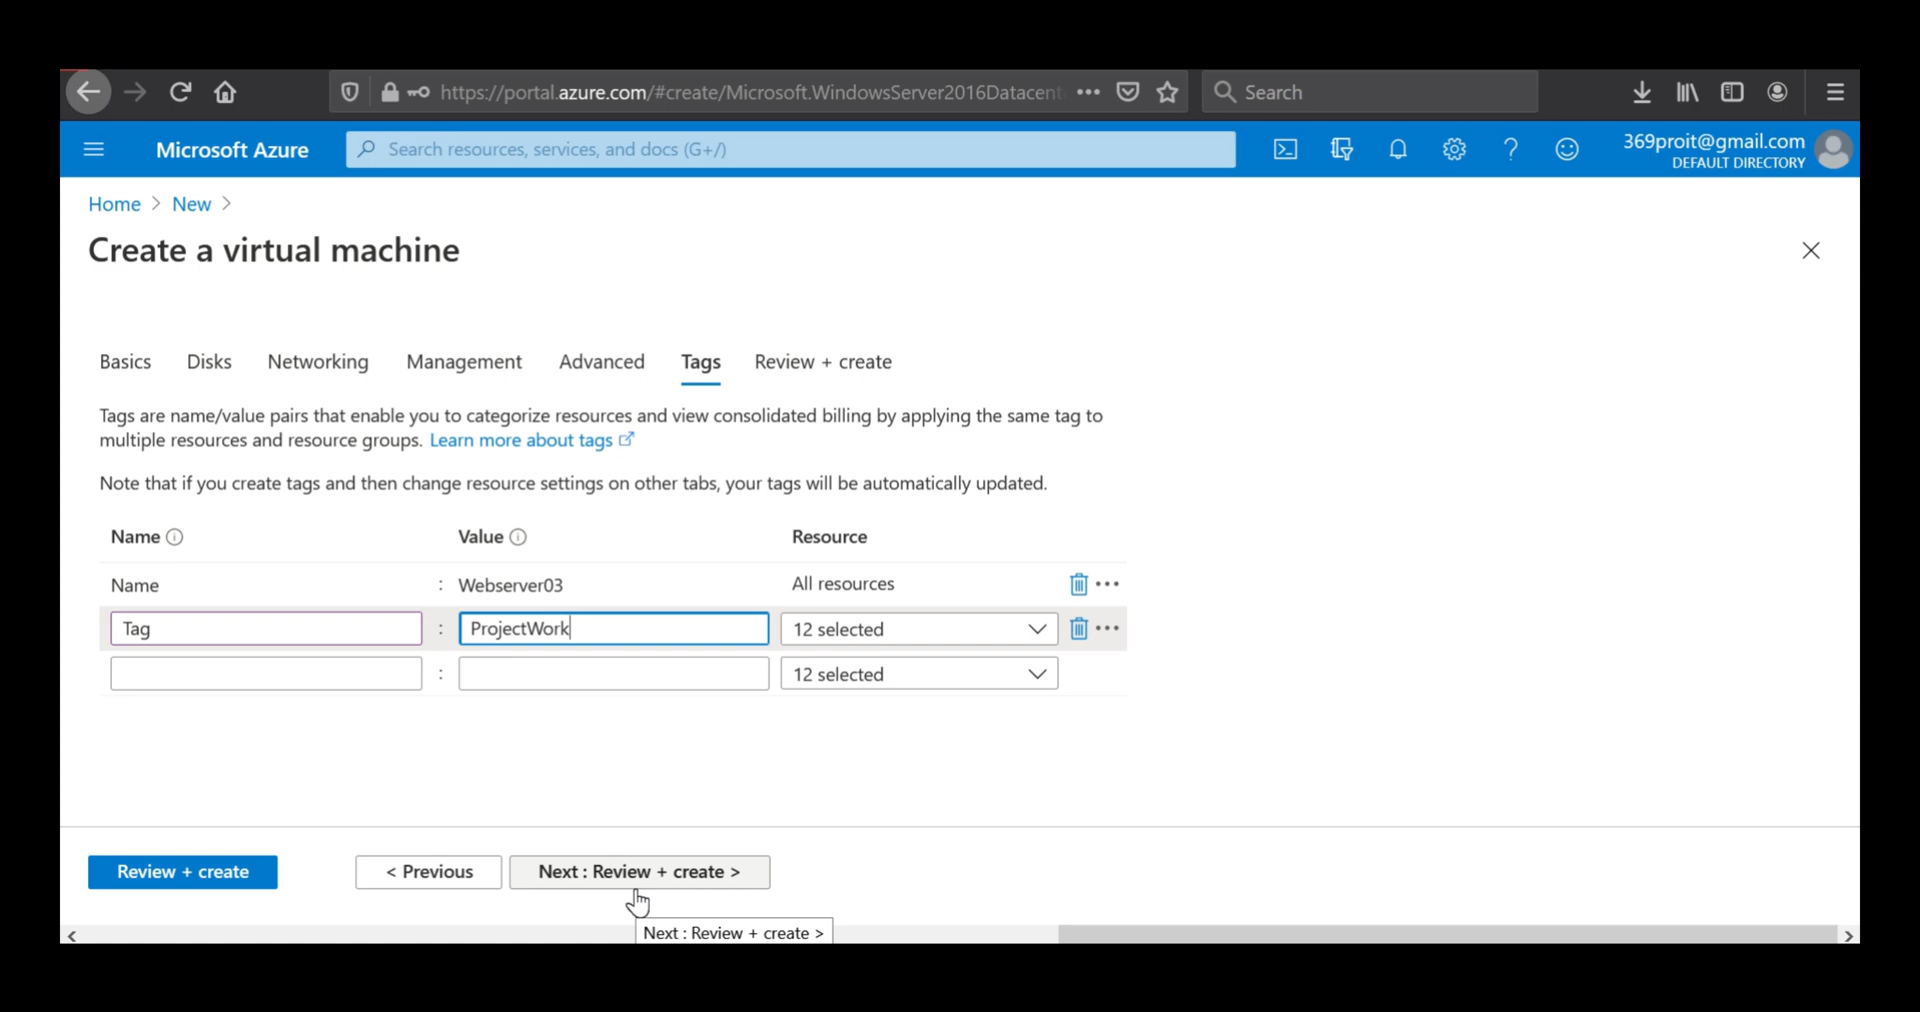 https://portal.azure.com/#create/Microsoft.WindowsServer2016Datacent
Search
Microsoft Azure
Search resources, services, and docs (G+/)
369proit@gmail.com
DEFAULT DIRECTORY
Home > New >
Create a virtual machine
Basics Disks Networking Management Advanced Tags Review + create
Tags are name/value pairs that enable you to categorize resources and view consolidated billing by applying the same tag to
multiple resources and resource groups. Learn more about tags
Note that if you create tags and then change resource settings on other tabs, your tags will be automatically updated.
Name Value Resource
Name : Webserver03 All resources
Tag : ProjectWork 12 selected
: 12 selected
Review + create < Previous Next : Review + create >
Next : Review + create >